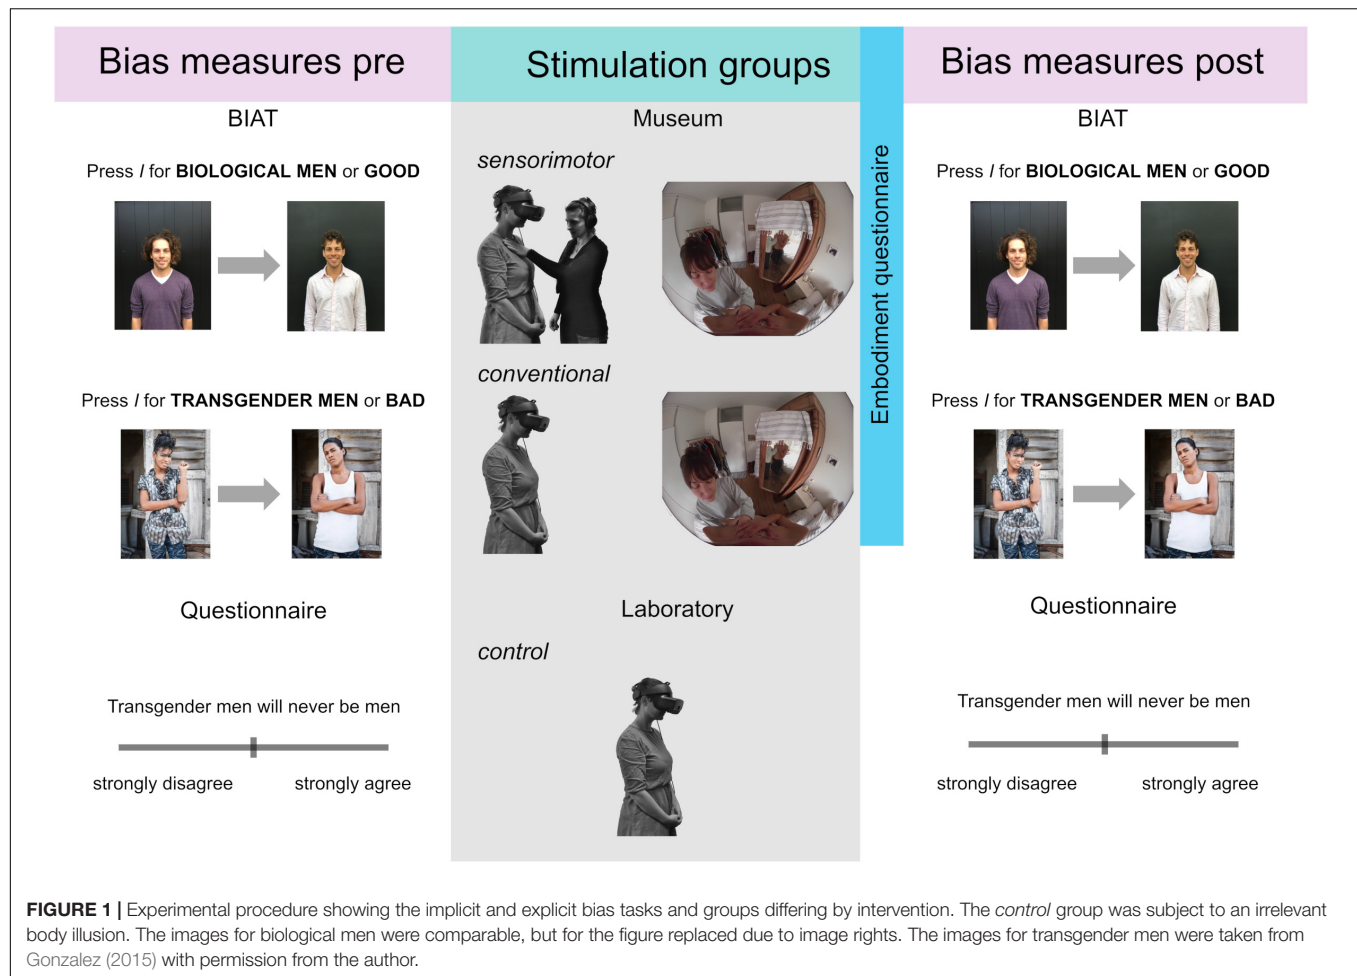 Bias measures pre
Stimulation groups
Bias measures post
BIAT
Press I for BIOLOGICAL MEN or GOOD
Press I for TRANSGENDER MEN or BAD
Questionnaire
Transgender men will never be men
strongly disagree
strongly agree
Museum
sensorimotor
conventional
Laboratory
control
Embodiment questionnaire
BIAT
Press I for BIOLOGICAL MEN or GOOD
Press I for TRANSGENDER MEN or BAD
Questionnaire
Transgender men will never be men
strongly disagree
strongly agree
FIGURE 1 | Experimental procedure showing the implicit and explicit bias tasks and groups differing by intervention. The control group was subject to an irrelevant
body illusion. The images for biological men were comparable, but for the figure replaced due to image rights. The images for transgender men were taken from
Gonzalez (2015) with permission from the author.